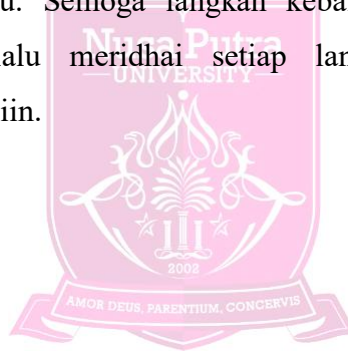 u. Semoga langkah keba
alu meridhai setiap lan
iin.
Nusa Putra
UNIVERSITY
2002
AMOR DEUS, PARENTIUM, CONCERVIS